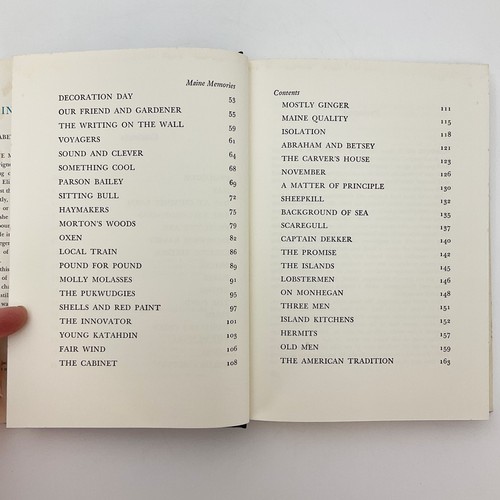 Maine Memories
DECORATION DAY 53
OUR FRIEND AND GARDENER 55
THE WRITING ON THE WALL 59
VOYAGERS 61
SOUND AND CLEVER 64
SOMETHING COOL 68
PARSON BAILEY 69
SITTING BULL 72
HAYMAKERS 75
MORTON'S WOODS 79
OXEN 82
LOCAL TRAIN 86
POUND FOR POUND 89
MOLLY MOLASSES 91
THE PUKWUDGIES 95
SHELLS AND RED PAINT 97
THE INNOVATOR 101
YOUNG KATAHDIN 103
FAIR WIND 106
THE CABINET 108
Contents
MOSTLY GINGER 111
MAINE QUALITY 115
ISOLATION 118
ABRAHAM AND BETSEY 121
THE CARVER'S HOUSE 123
NOVEMBER 126
A MATTER OF PRINCIPLE 130
SHEEPKILL 132
BACKGROUND OF SEA 135
SCAREGULL 137
CAPTAIN DEKKER 140
THE PROMISE 142
THE ISLANDS 145
LOBSTERMEN 146
ON MONHEGAN 148
THREE MEN 151
ISLAND KITCHENS 152
HERMITS 157
OLD MEN 159
THE AMERICAN TRADITION 163